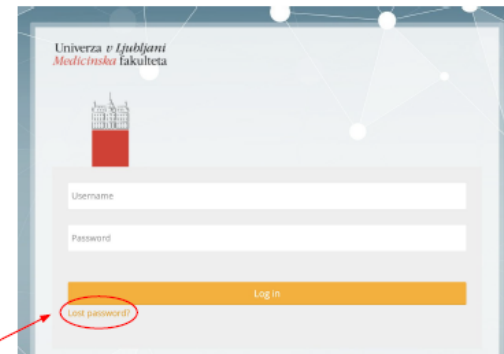 Univerza v Ljubljani
Medicinska fakulteta
Username
Password
Log in
Lost password?